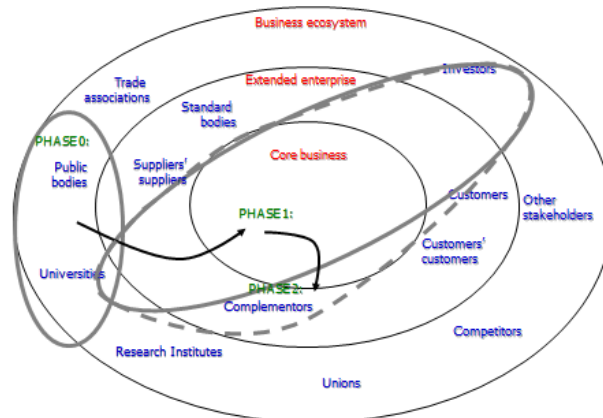 Business ecosystem
Investors
Extended enterprise
Trade
associations
Standard
bodies
PHASE0:
Core business
Public
bodies
Suppliers'
suppliers
Customers
Other
stakeholders
PHASE1:
Customers'
customers
Universities
PHASE2:
Complementors
Competitors
Research Institutes
Unions